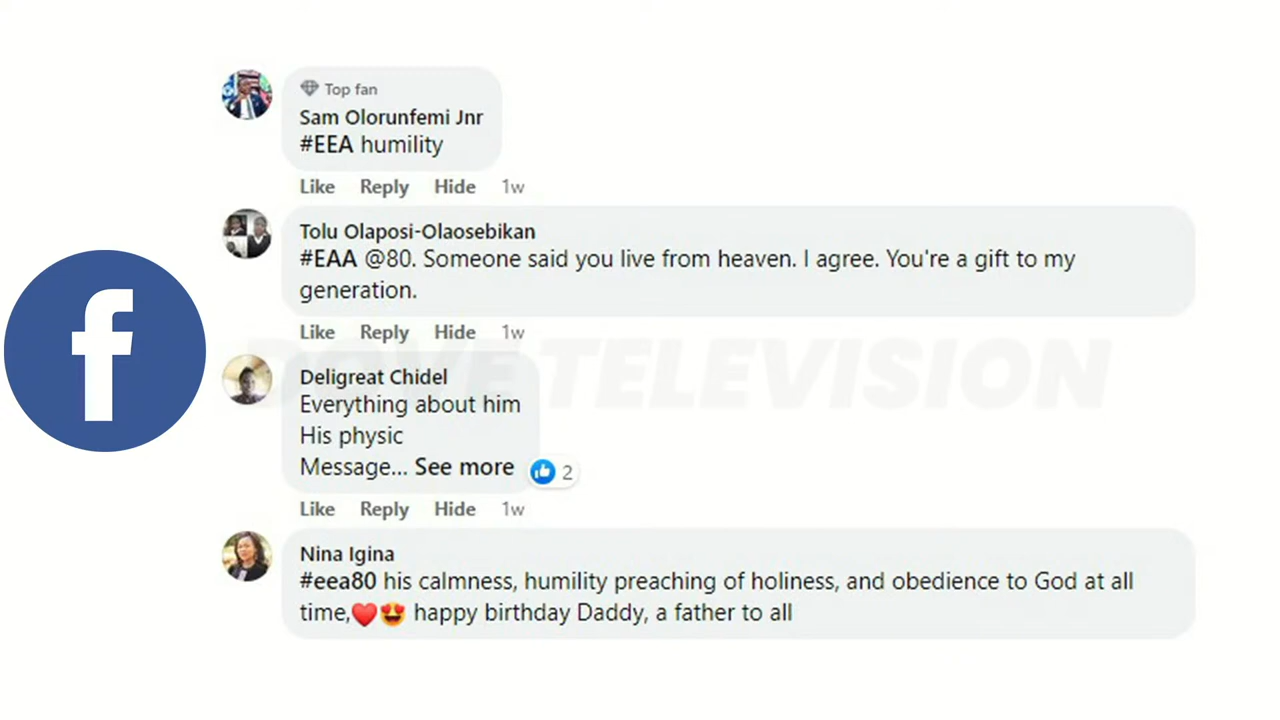 Top fan
Sam Olorunfemi Jnr
#EEA humility
Like Reply Hide 1w
Tolu Olaposi-Olaosebikan
#EAA @80. Someone said you live from heaven. I agree. You're a gift to my
generation.
Like Reply Hide 1w
DOVE TELEVISION
Deligreat Chidel
Everything about him
His physic
Message... See more
2
Like Reply Hide 1w
Nina Igina
#eea80 his calmness, humility preaching of holiness, and obedience to God at all
time,❤️😍 happy birthday Daddy, a father to all